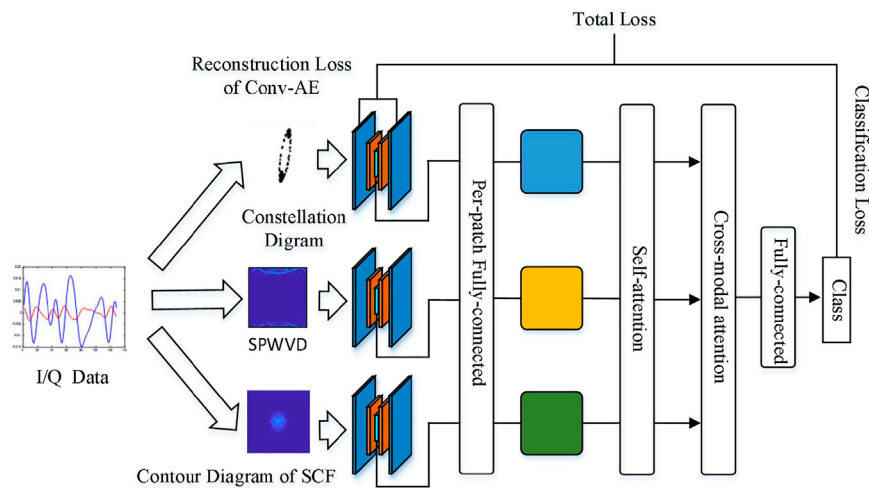 Total Loss
Reconstruction Loss
of Conv-AE
Constellation
Digram
SPWVD
Contour Diagram of SCF
I/Q Data
Per-patch Fully-connected
Self-attention
Cross-modal attention
Fully-connected
Class
Classification Loss